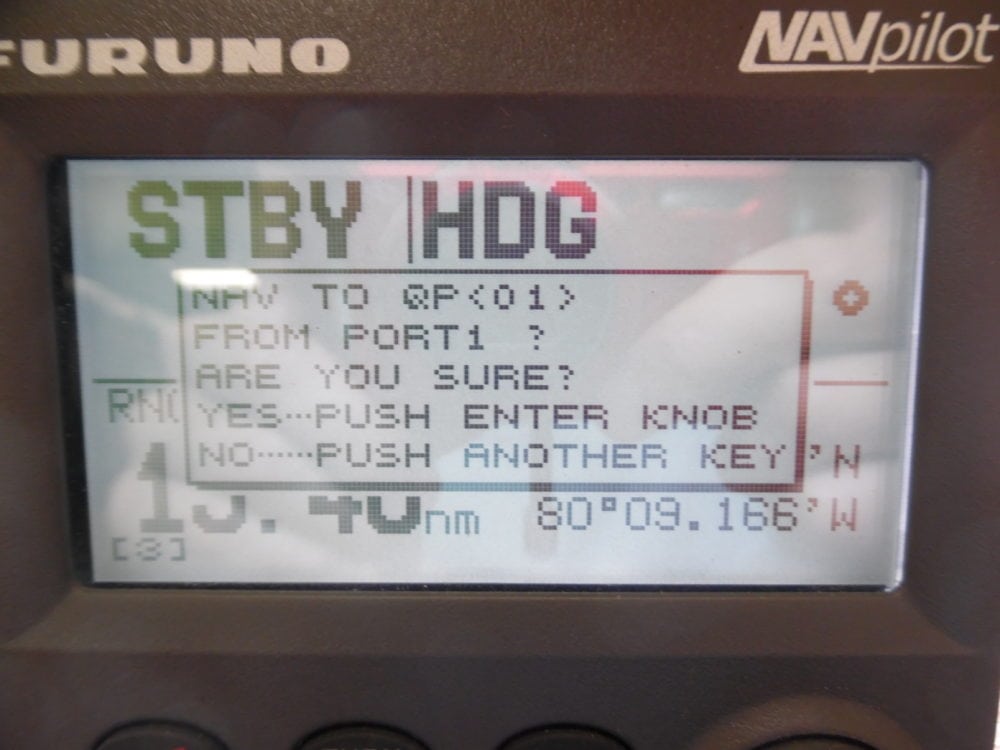 FURUNO
NAVpilot
STBY HDG
NAV TO QP<01>
FROM PORT1 ?
ARE YOU SURE?
YES···PUSH ENTER KNOB
NO·····PUSH ANOTHER KEY
'N
nm 80°09.166'W